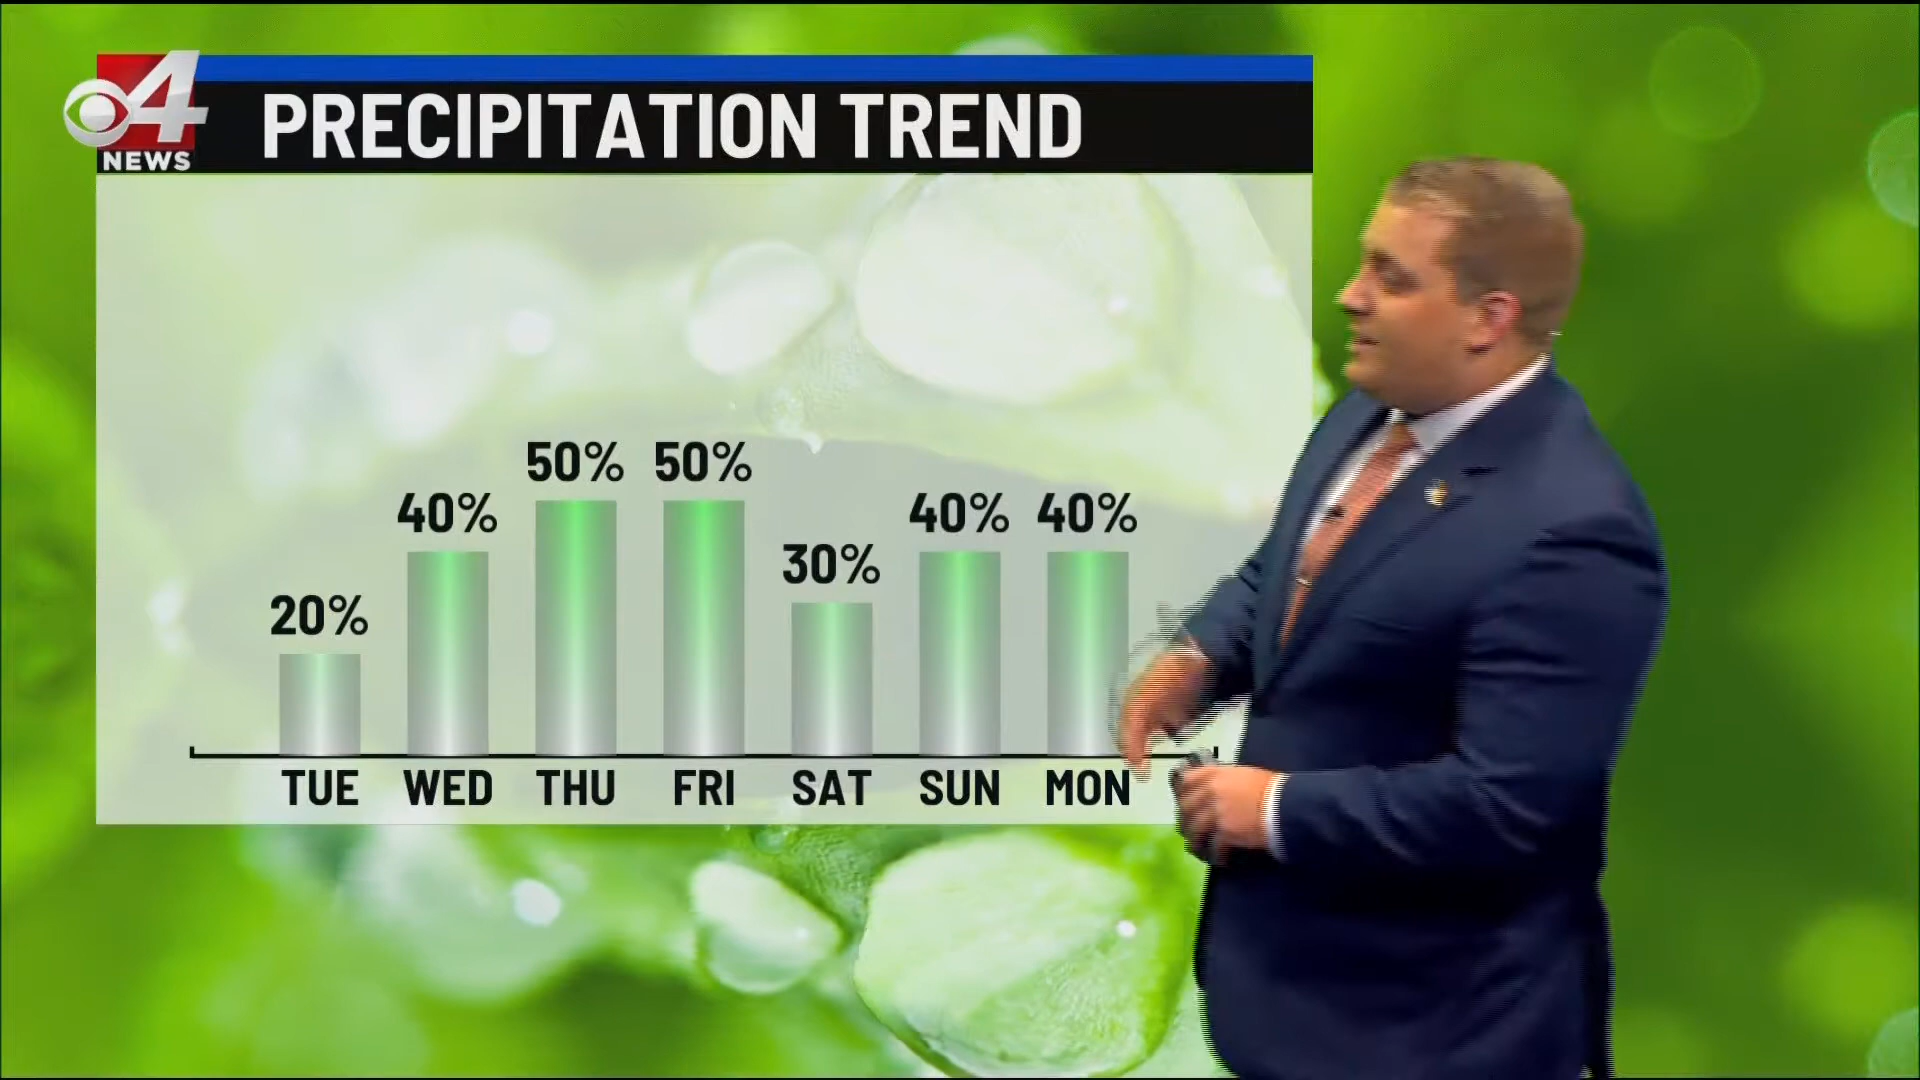 4
NEWS
PRECIPITATION TREND
50% 50%
40% 40% 40%
30%
20%
TUE WED THU FRI SAT SUN MON